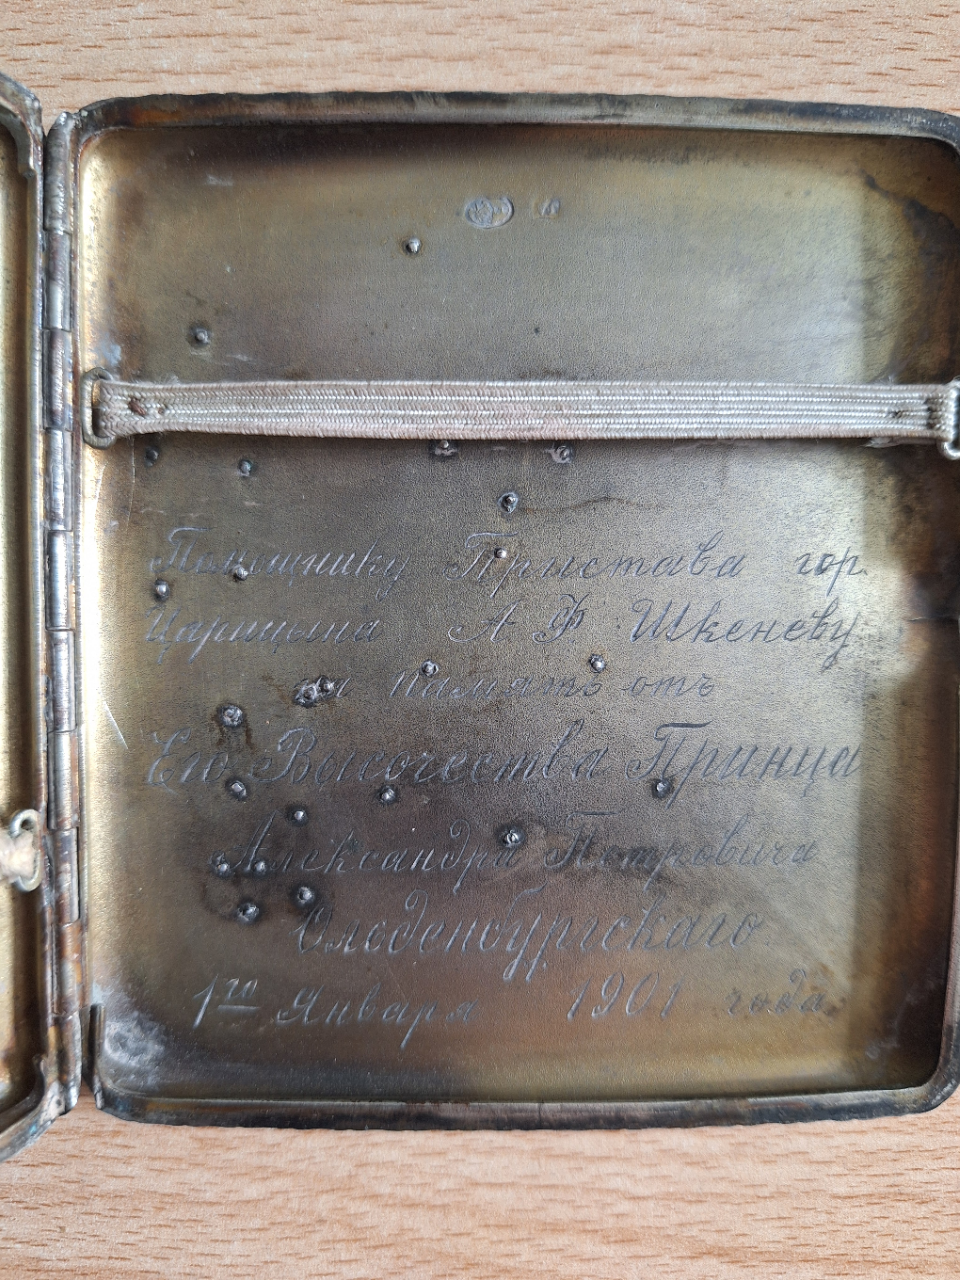 Помощнику Пристава гор.
Царицына А Ф Шкеневу
на память отъ
Его Высочества Принца
Александра Петровича
Ольденбургскаго
1го Января 1901 года